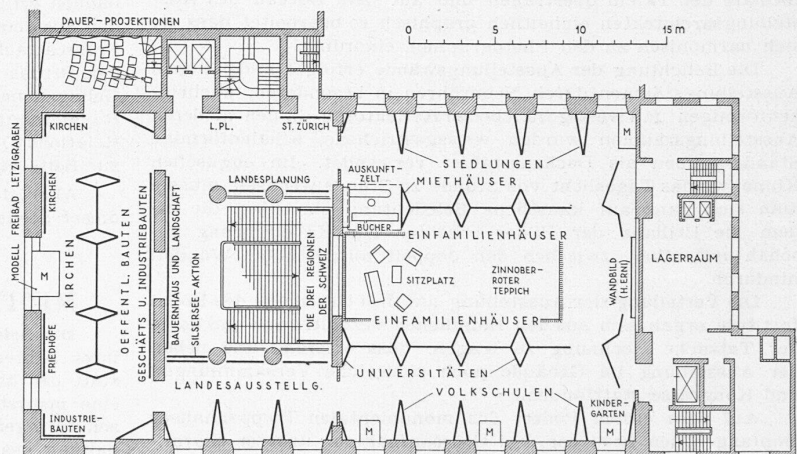 DAUER-PROJEKTIONEN
0 5 10 15 m
KIRCHEN
L.PL.
ST. ZÜRICH
M
MODELL FREIBAD LETZIGRABEN
KIRCHEN
M
FRIEDHÖFE
INDUSTRIE-
BAUTEN
KIRCHEN
OEFFENTL. BAUTEN
GESCHÄFTS U. INDUSTRIEBAUTEN
BAUERNHAUS UND LANDSCHAFT
SILSERSEE-AKTION
LANDESPLANUNG
DIE DREI REGIONEN
DER SCHWEIZ
LANDESAUSSTELLG.
SIEDLUNGEN
MIETHÄUSER
AUSKUNFT-
ZELT
BÜCHER
EINFAMILIENHÄUSER
SITZPLATZ
ZINNOBER-
ROTER
TEPPICH
EINFAMILIENHÄUSER
UNIVERSITÄTEN
VOLKSCHULEN
KINDER-
GARTEN
M
M
M
WANDBILD
(H. ERNI)
LAGERRAUM